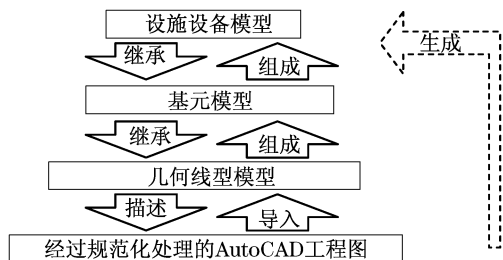 设施设备模型
生成
继承
组成
基元模型
继承
组成
几何线型模型
描述
导入
经过规范化处理的AutoCAD工程图